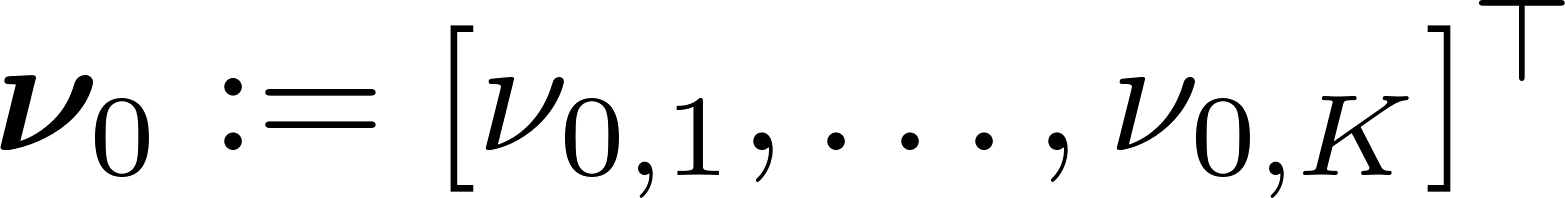 𝝂₀ := [ν₀,₁, . . . , ν₀,K]⊤